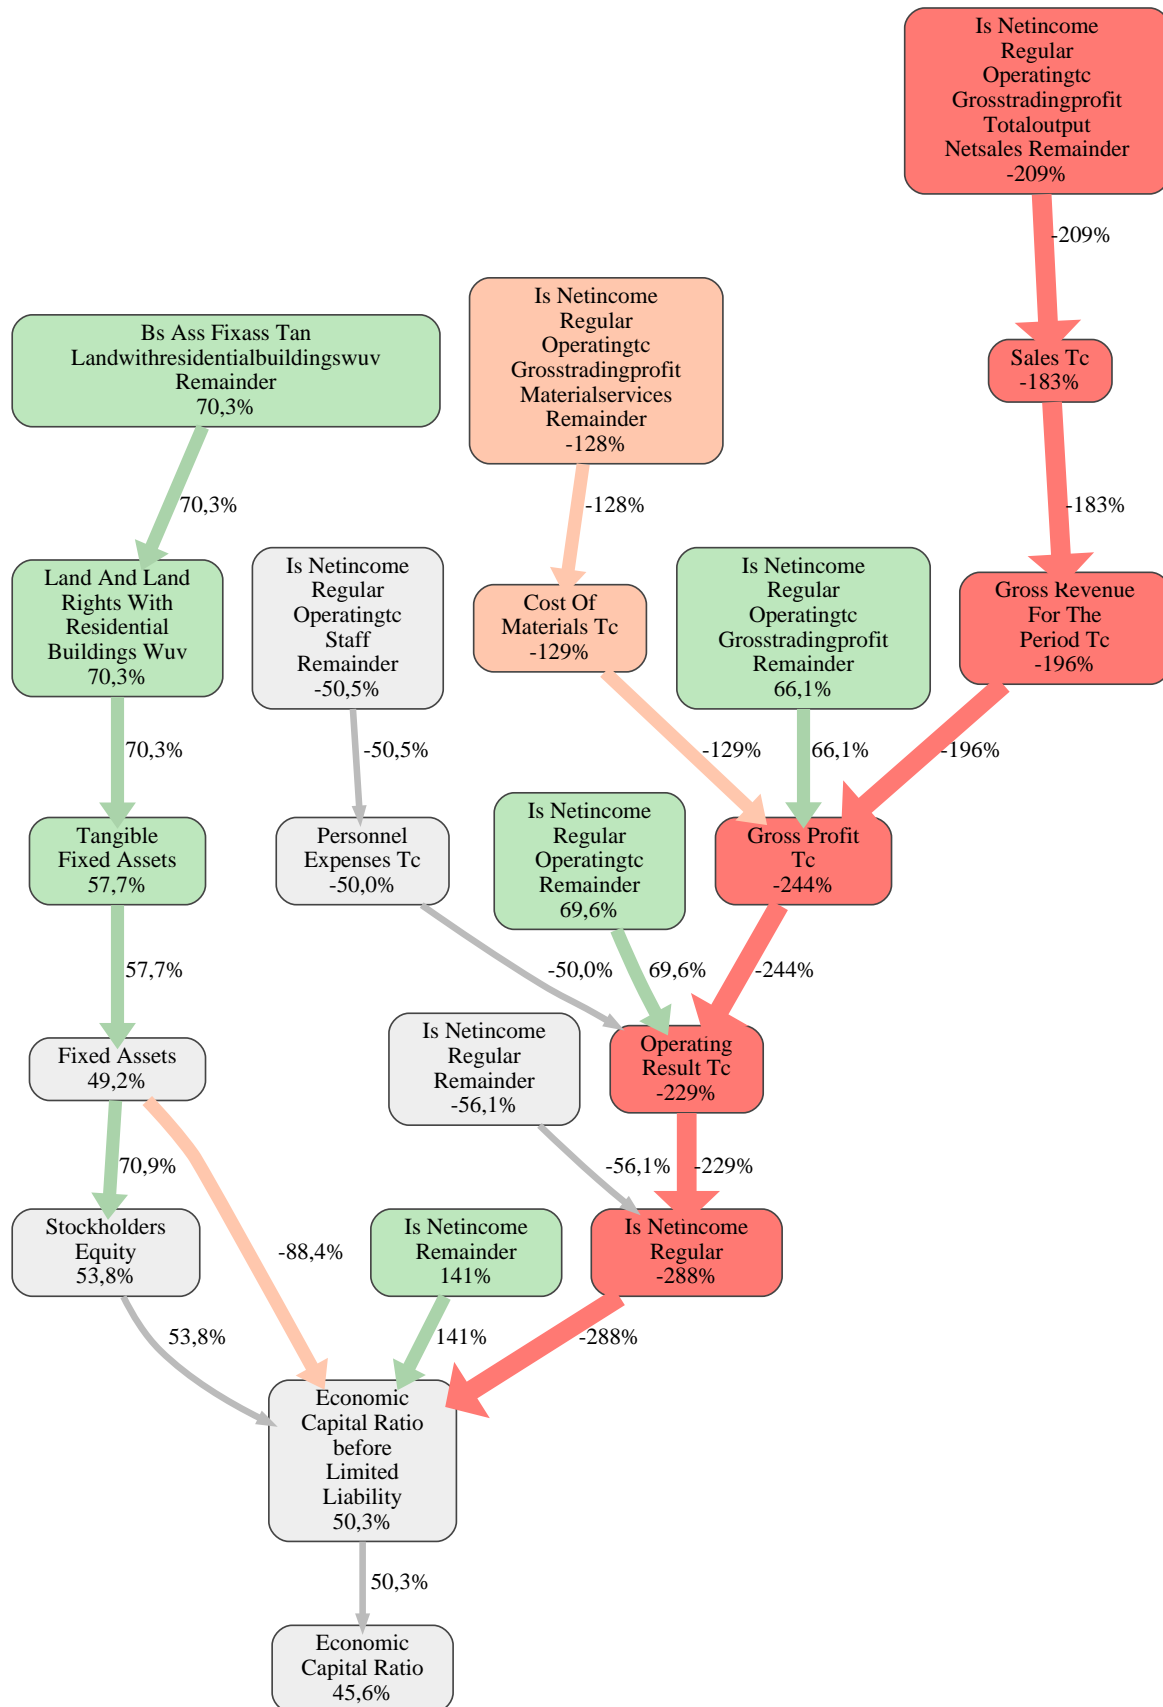 Is Netincome
Regular
Operatingtc
Grosstradingprofit
Totaloutput
Netsales Remainder
-209%
-209%
Is Netincome
Regular
Operatingtc
Grosstradingprofit
Materialservices
Remainder
-128%
Bs Ass Fixass Tan
Landwithresidentialbuildingswuv
Remainder
70,3%
Sales Tc
-183%
70,3%
-128%
-183%
Land And Land
Rights With
Residential
Buildings Wuv
70,3%
Is Netincome
Regular
Operatingtc
Staff
Remainder
-50,5%
Cost Of
Materials Tc
-129%
Is Netincome
Regular
Operatingtc
Grosstradingprofit
Remainder
66,1%
Gross Revenue
For The
Period Tc
-196%
70,3%
-50,5%
-129%
66,1%
-196%
Tangible
Fixed Assets
57,7%
Personnel
Expenses Tc
-50,0%
Is Netincome
Regular
Operatingtc
Remainder
69,6%
Gross Profit
Tc
-244%
57,7%
-50,0%
69,6%
-244%
Fixed Assets
49,2%
Is Netincome
Regular
Remainder
-56,1%
Operating
Result Tc
-229%
70,9%
-88,4%
-56,1%
-229%
Stockholders
Equity
53,8%
Is Netincome
Remainder
141%
Is Netincome
Regular
-288%
53,8%
141%
-288%
Economic
Capital Ratio
before
Limited
Liability
50,3%
50,3%
Economic
Capital Ratio
45,6%